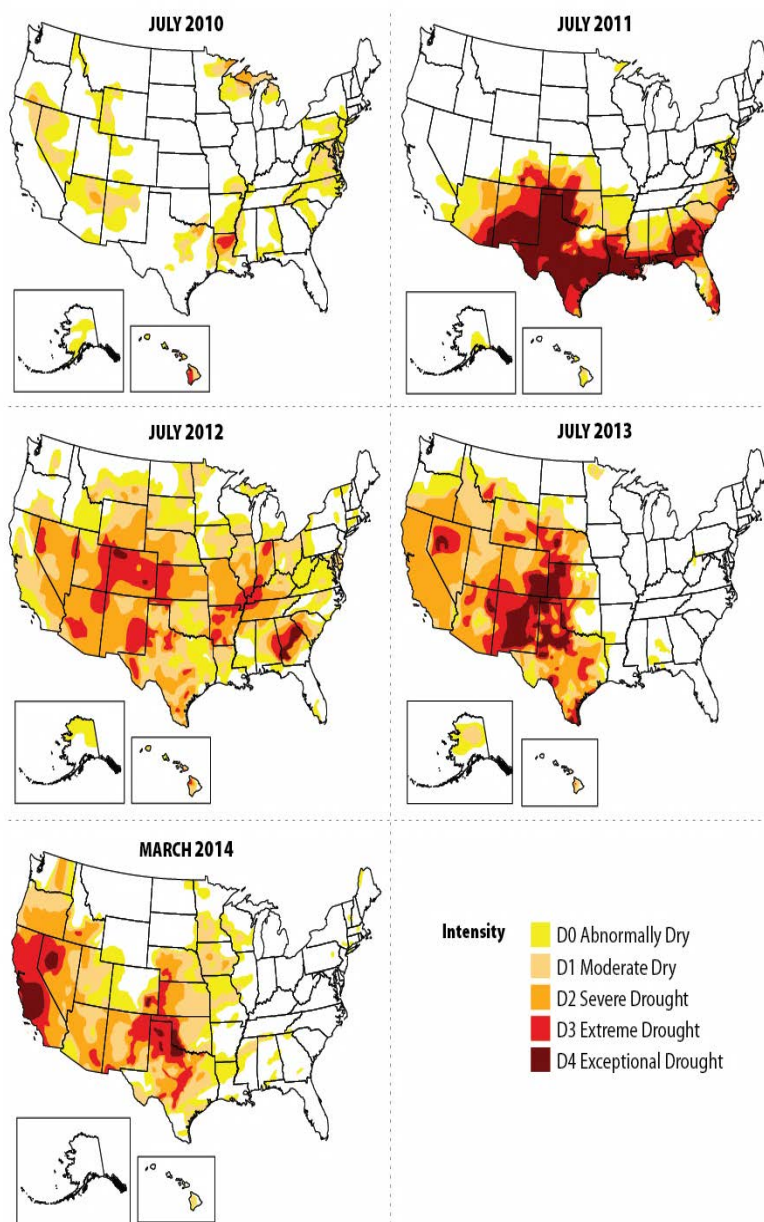 JULY 2010
JULY 2011
JULY 2012
JULY 2013
MARCH 2014
Intensity
D0 Abnormally Dry
D1 Moderate Dry
D2 Severe Drought
D3 Extreme Drought
D4 Exceptional Drought